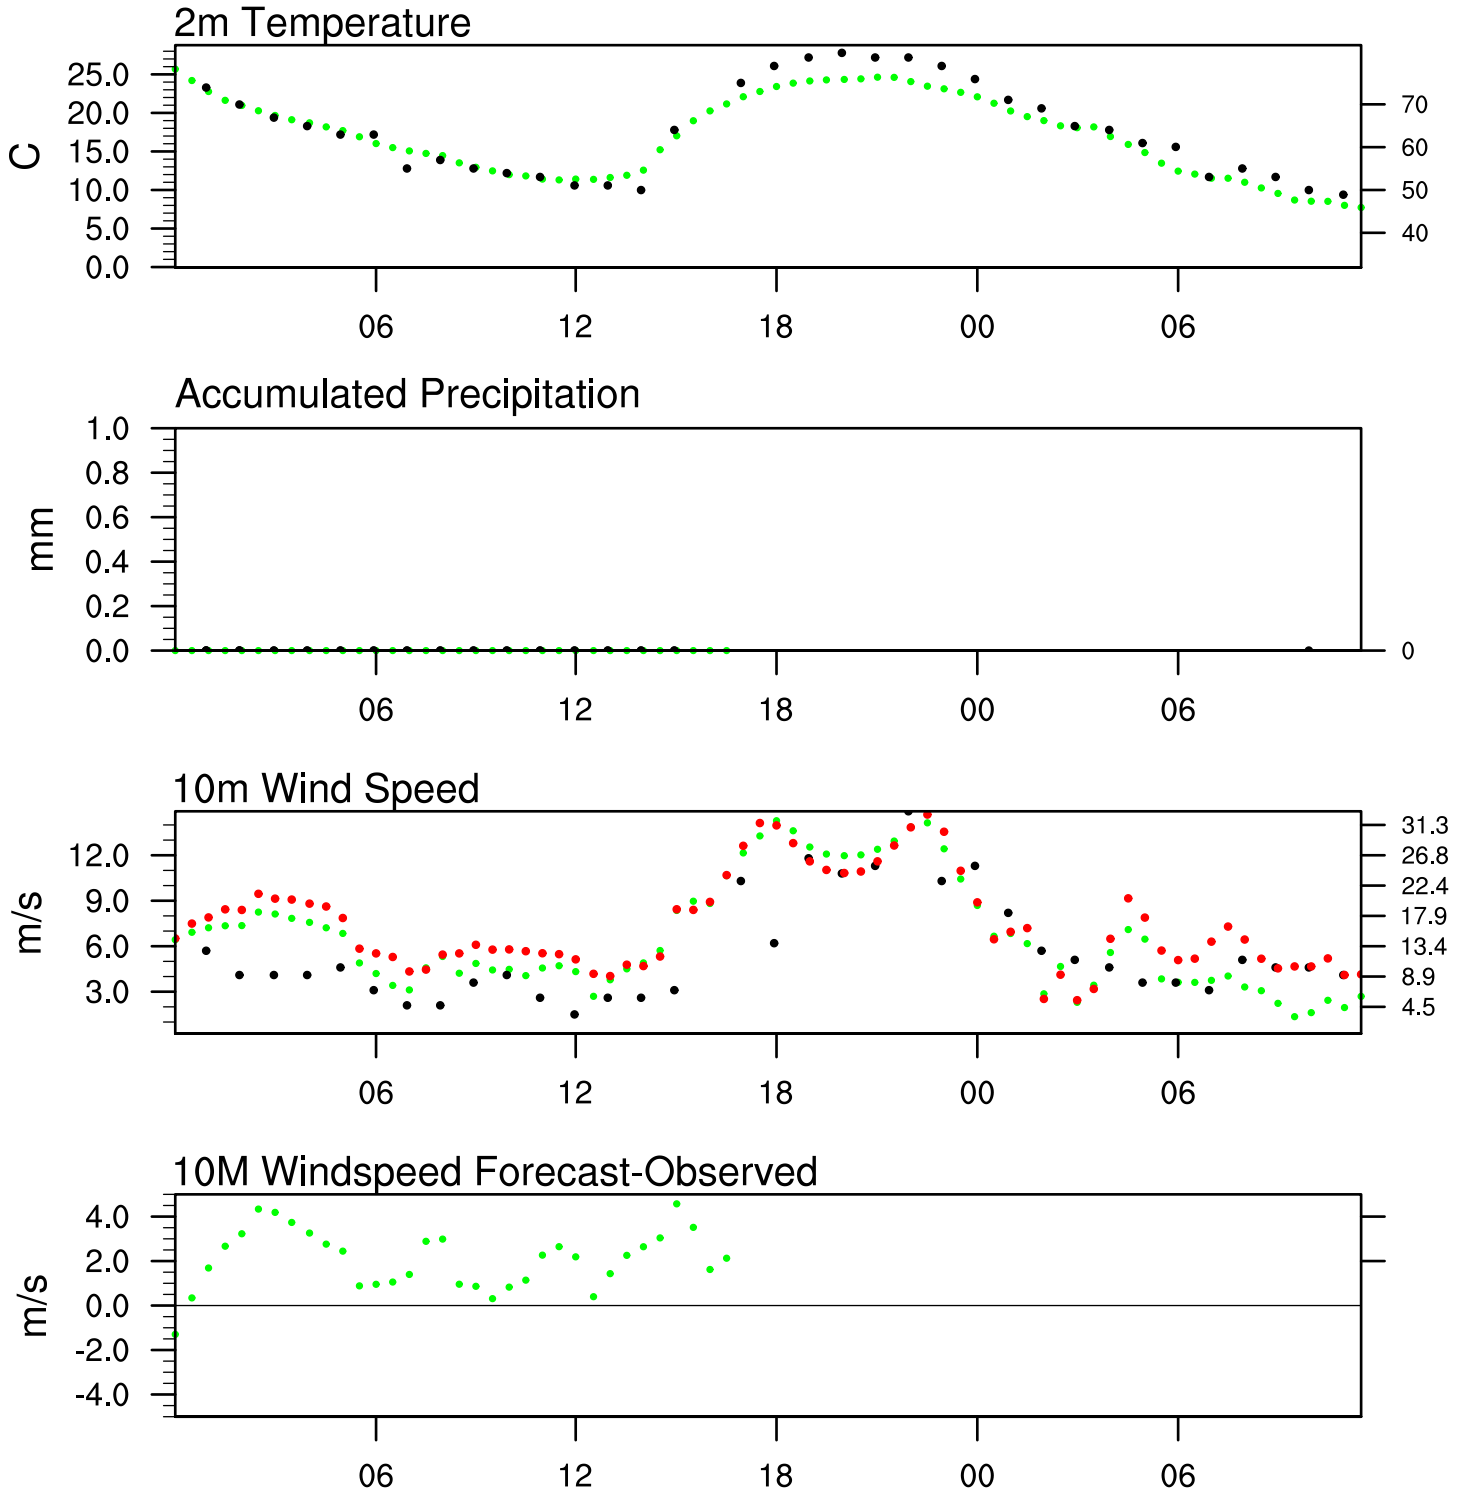 2m Temperature
25.0
20.0
15.0
10.0
5.0
0.0
C
70
60
50
40
06 12 18 00 06
Accumulated Precipitation
1.0
0.8
0.6
0.4
0.2
0.0
mm
0
06 12 18 00 06
10m Wind Speed
12.0
9.0
6.0
3.0
m/s
31.3
26.8
22.4
17.9
13.4
8.9
4.5
06 12 18 00 06
10M Windspeed Forecast-Observed
4.0
2.0
0.0
-2.0
-4.0
m/s
06 12 18 00 06